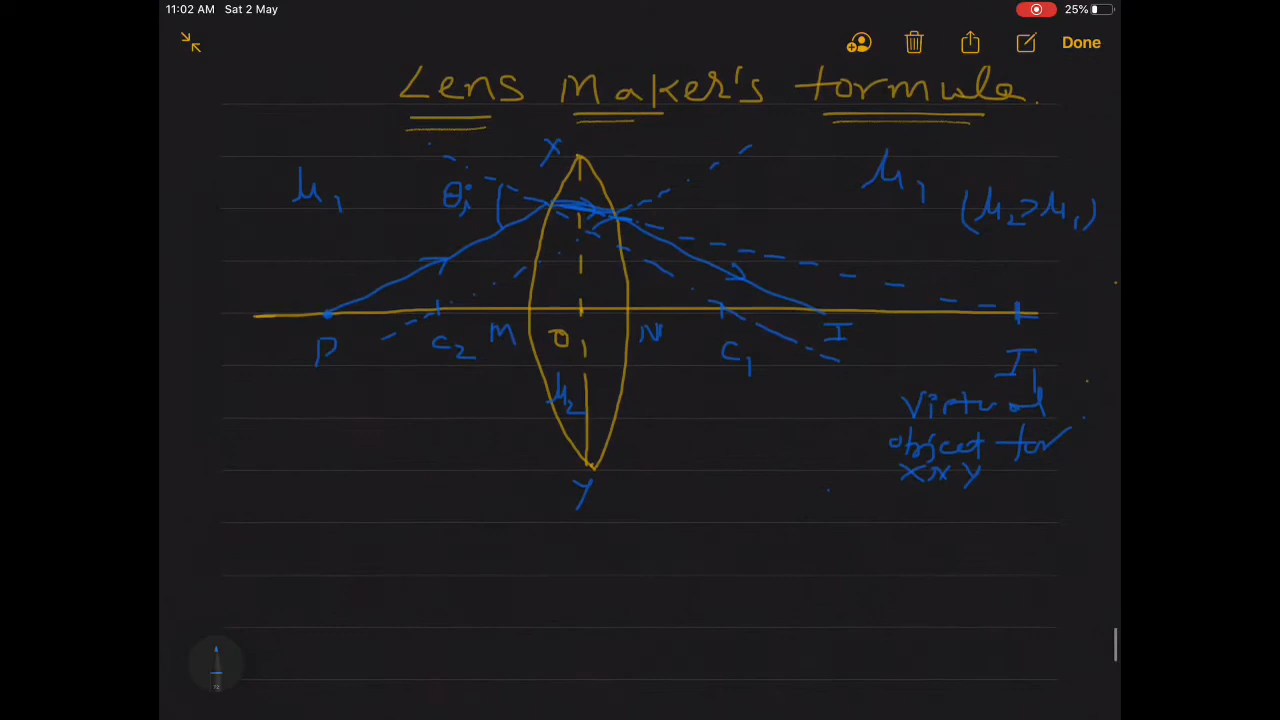 11:02 AM Sat 2 May
25%
Done
Lens Maker's formula.
X
μ1
θi
μ1
(μ2>μ1)
P
C2
M
O
N
C1
I
I1
μ2
Virtual
object for
XNY
Y